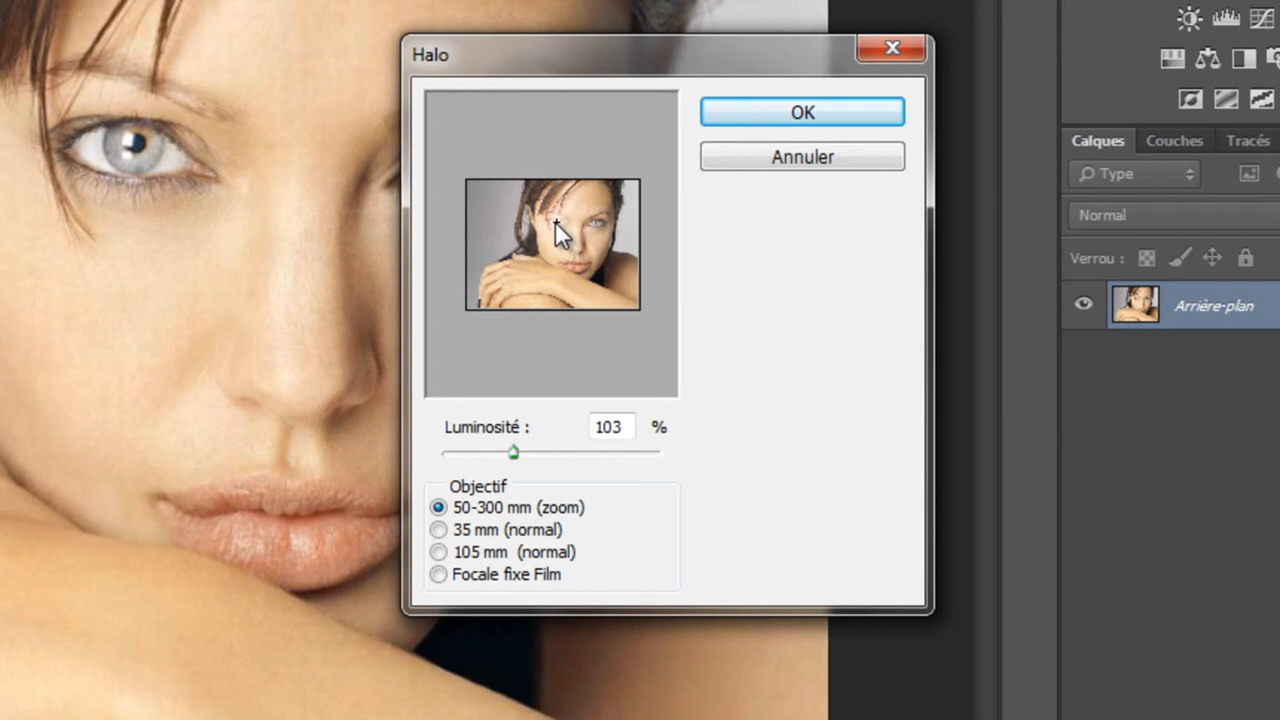 Halo
OK
Annuler
Luminosité : 103 %
Objectif
50-300 mm (zoom)
35 mm (normal)
105 mm (normal)
Focale fixe Film
Calques Couches Tracés
Type
Normal
Verrou :
Arrière-plan